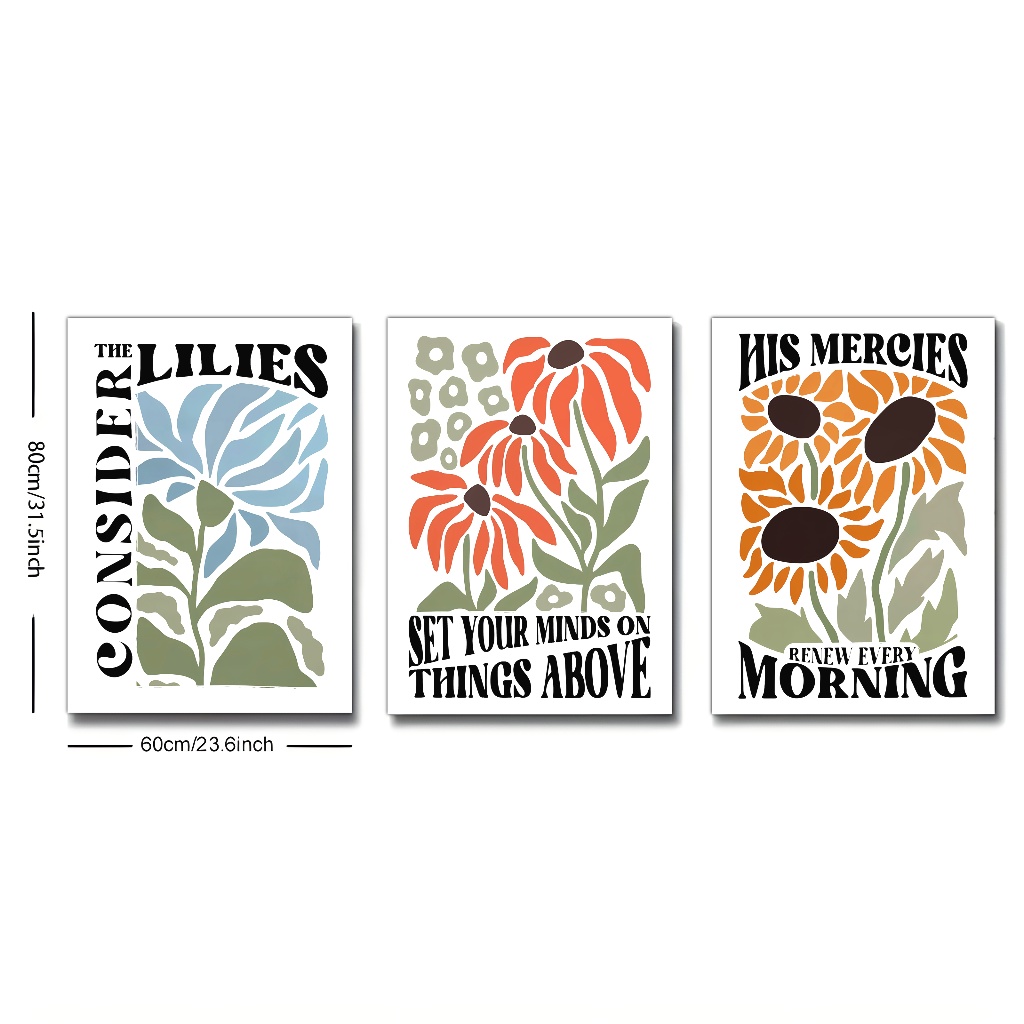 80cm/31.5inch
CONSIDER
THE LILIES
60cm/23.6inch
SET YOUR MINDS ON
THINGS ABOVE
HIS MERCIES
RENEW EVERY
MORNING